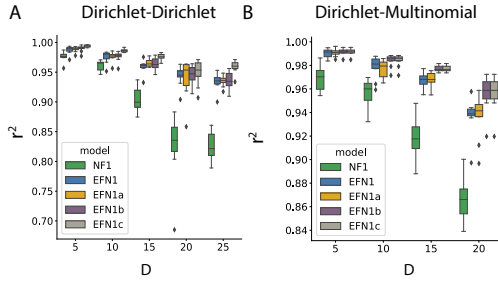 A
Dirichlet-Dirichlet
r²
1.00
0.95
0.90
0.85
0.80
0.75
0.70
model
NF1
EFN1
EFN1a
EFN1b
EFN1c
5 10 15 20 25
D
B
Dirichlet-Multinomial
r²
1.00
0.98
0.96
0.94
0.92
0.90
0.88
0.86
0.84
model
NF1
EFN1
EFN1a
EFN1b
EFN1c
5 10 15 20
D